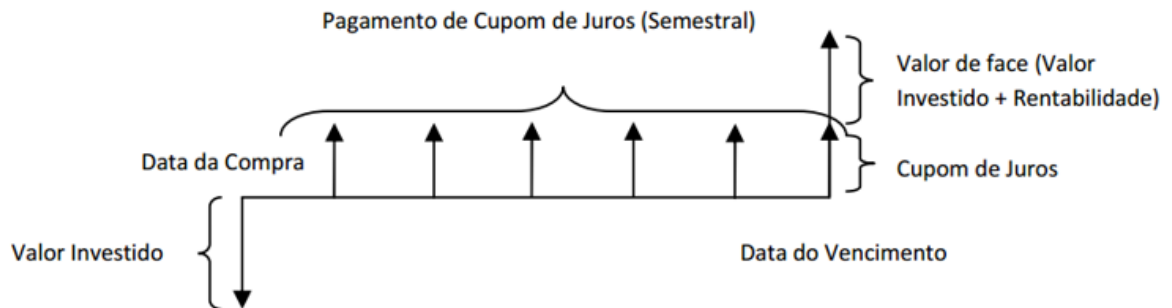 Pagamento de Cupom de Juros (Semestral)
Valor de face (Valor
Investido + Rentabilidade)
Data da Compra
Cupom de Juros
Valor Investido
Data do Vencimento